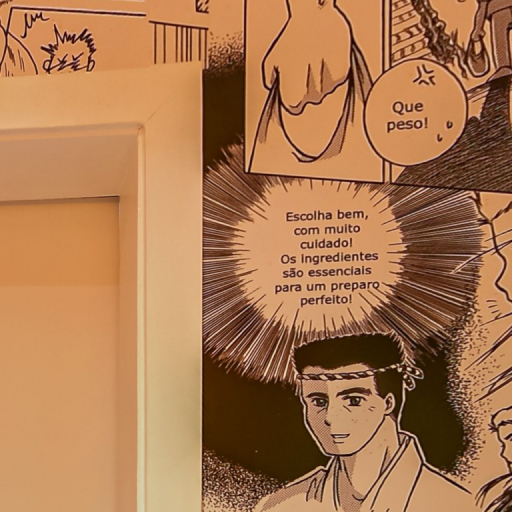 Que
peso!
Escolha bem,
com muito
cuidado!
Os ingredientes
são essenciais
para um preparo
perfeito!